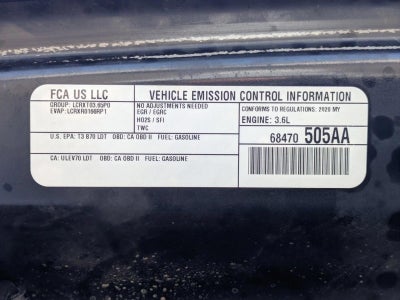 FCA US LLC
VEHICLE EMISSION CONTROL INFORMATION
GROUP: LCRXT03.65P0
EVAP: LCRXR0166RP1
NO ADJUSTMENTS NEEDED
EGR / EGRC
HO2S / SFI
TWC
CONFORMS TO REGULATIONS: 2020 MY
ENGINE: 3.6L
68470 505AA
U.S. EPA: T3 B70 LDT OBD: CA OBD II FUEL: GASOLINE
CA: ULEV70 LDT OBD: CA OBD II FUEL: GASOLINE